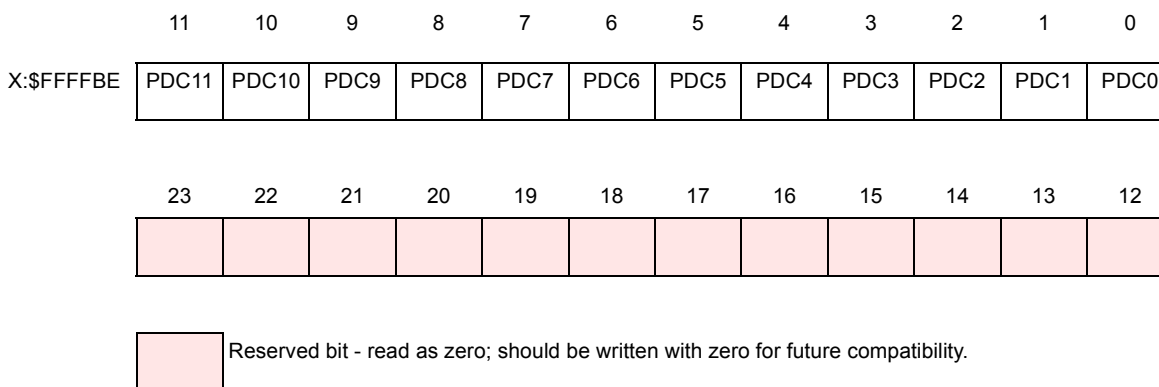 11 10 9 8 7 6 5 4 3 2 1 0
X:$FFFFBE PDC11 PDC10 PDC9 PDC8 PDC7 PDC6 PDC5 PDC4 PDC3 PDC2 PDC1 PDC0
23 22 21 20 19 18 17 16 15 14 13 12
Reserved bit - read as zero; should be written with zero for future compatibility.